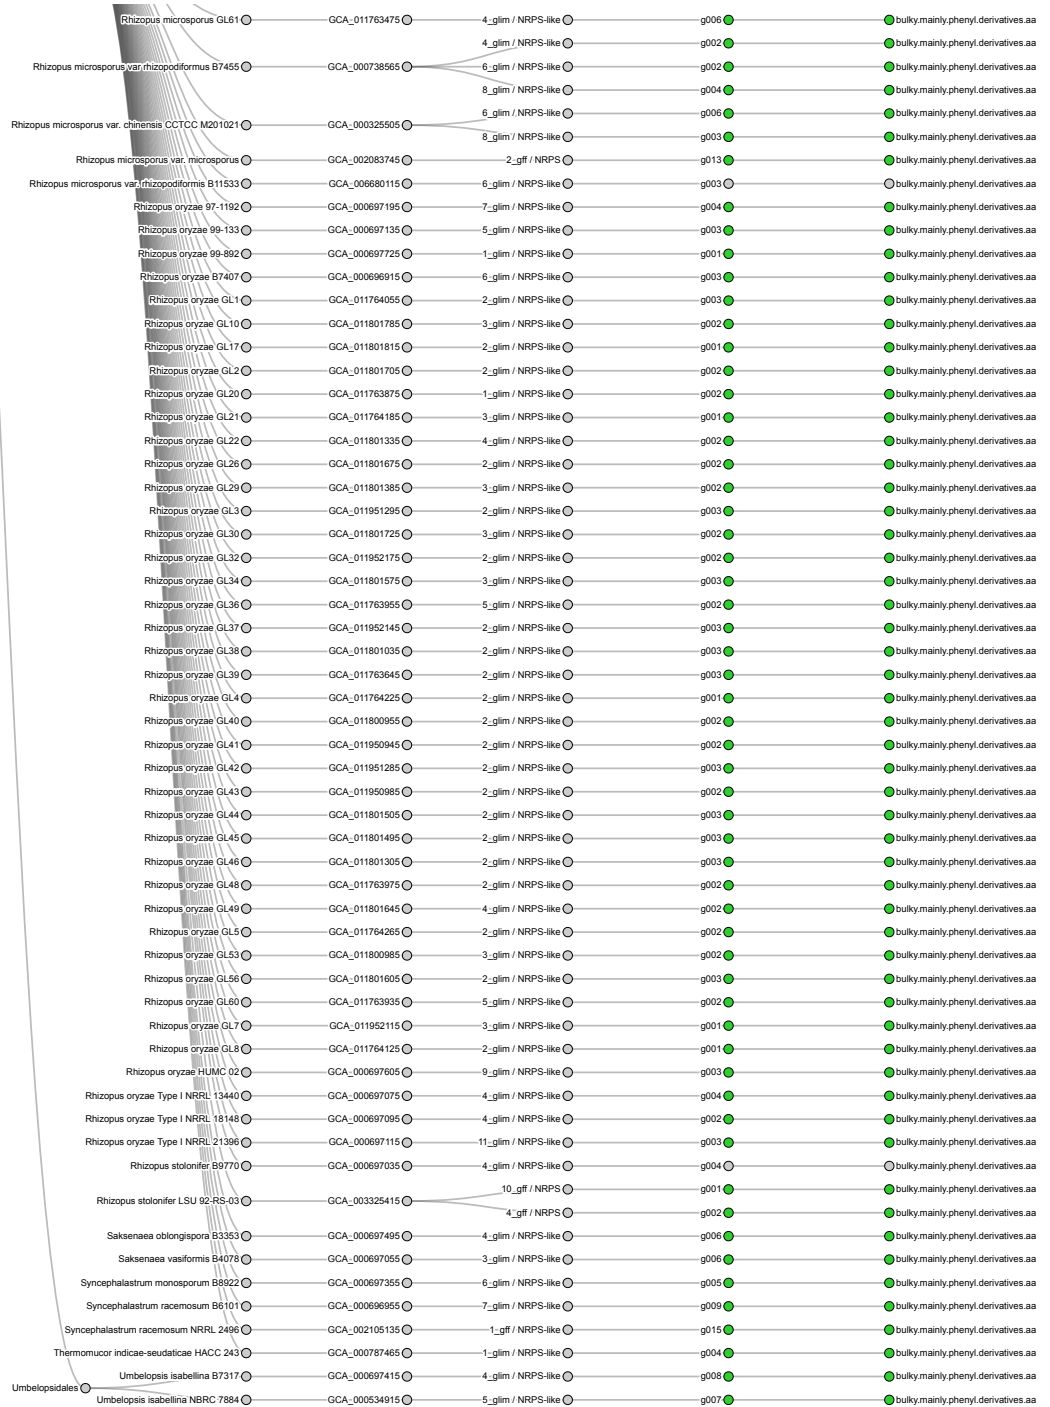 Rhizopus microsporus GL61 GCA_011763475 4_glim / NRPS-like g006 bulky.mainly.phenyl.derivatives.aa
4_glim / NRPS-like g002 bulky.mainly.phenyl.derivatives.aa
Rhizopus microsporus var rhizopodiformus B7455 GCA_000738565 6_glim / NRPS-like g002 bulky.mainly.phenyl.derivatives.aa
8_glim / NRPS-like g004 bulky.mainly.phenyl.derivatives.aa
6_glim / NRPS-like g006 bulky.mainly.phenyl.derivatives.aa
Rhizopus microsporus var. chinensis CCTCC M201021 GCA_000325505
8_glim / NRPS-like g003 bulky.mainly.phenyl.derivatives.aa
Rhizopus microsporus var. microsporus GCA_002083745 2_gff / NRPS g013 bulky.mainly.phenyl.derivatives.aa
Rhizopus microsporus var. rhizopodiformis B11533 GCA_006680115 6_glim / NRPS-like g003 bulky.mainly.phenyl.derivatives.aa
Rhizopus oryzae 97-1192 GCA_000697195 7_glim / NRPS-like g004 bulky.mainly.phenyl.derivatives.aa
Rhizopus oryzae 99-133 GCA_000697135 5_glim / NRPS-like g003 bulky.mainly.phenyl.derivatives.aa
Rhizopus oryzae 99-892 GCA_000697725 1_glim / NRPS-like g001 bulky.mainly.phenyl.derivatives.aa
Rhizopus oryzae B7407 GCA_000696915 6_glim / NRPS-like g003 bulky.mainly.phenyl.derivatives.aa
Rhizopus oryzae GL1 GCA_011764055 2_glim / NRPS-like g003 bulky.mainly.phenyl.derivatives.aa
Rhizopus oryzae GL10 GCA_011801785 3_glim / NRPS-like g002 bulky.mainly.phenyl.derivatives.aa
Rhizopus oryzae GL17 GCA_011801815 2_glim / NRPS-like g001 bulky.mainly.phenyl.derivatives.aa
Rhizopus oryzae GL2 GCA_011801705 2_glim / NRPS-like g002 bulky.mainly.phenyl.derivatives.aa
Rhizopus oryzae GL20 GCA_011763875 1_glim / NRPS-like g002 bulky.mainly.phenyl.derivatives.aa
Rhizopus oryzae GL21 GCA_011764185 3_glim / NRPS-like g001 bulky.mainly.phenyl.derivatives.aa
Rhizopus oryzae GL22 GCA_011801335 4_glim / NRPS-like g002 bulky.mainly.phenyl.derivatives.aa
Rhizopus oryzae GL26 GCA_011801675 2_glim / NRPS-like g002 bulky.mainly.phenyl.derivatives.aa
Rhizopus oryzae GL29 GCA_011801385 3_glim / NRPS-like g002 bulky.mainly.phenyl.derivatives.aa
Rhizopus oryzae GL3 GCA_011951295 2_glim / NRPS-like g003 bulky.mainly.phenyl.derivatives.aa
Rhizopus oryzae GL30 GCA_011801725 3_glim / NRPS-like g002 bulky.mainly.phenyl.derivatives.aa
Rhizopus oryzae GL32 GCA_011952175 2_glim / NRPS-like g002 bulky.mainly.phenyl.derivatives.aa
Rhizopus oryzae GL34 GCA_011801575 3_glim / NRPS-like g003 bulky.mainly.phenyl.derivatives.aa
Rhizopus oryzae GL36 GCA_011763955 5_glim / NRPS-like g002 bulky.mainly.phenyl.derivatives.aa
Rhizopus oryzae GL37 GCA_011952145 2_glim / NRPS-like g003 bulky.mainly.phenyl.derivatives.aa
Rhizopus oryzae GL38 GCA_011801035 2_glim / NRPS-like g003 bulky.mainly.phenyl.derivatives.aa
Rhizopus oryzae GL39 GCA_011763645 2_glim / NRPS-like g003 bulky.mainly.phenyl.derivatives.aa
Rhizopus oryzae GL4 GCA_011764225 2_glim / NRPS-like g001 bulky.mainly.phenyl.derivatives.aa
Rhizopus oryzae GL40 GCA_011800955 2_glim / NRPS-like g002 bulky.mainly.phenyl.derivatives.aa
Rhizopus oryzae GL41 GCA_011950945 2_glim / NRPS-like g002 bulky.mainly.phenyl.derivatives.aa
Rhizopus oryzae GL42 GCA_011951285 2_glim / NRPS-like g003 bulky.mainly.phenyl.derivatives.aa
Rhizopus oryzae GL43 GCA_011950985 2_glim / NRPS-like g002 bulky.mainly.phenyl.derivatives.aa
Rhizopus oryzae GL44 GCA_011801505 2_glim / NRPS-like g003 bulky.mainly.phenyl.derivatives.aa
Rhizopus oryzae GL45 GCA_011801495 2_glim / NRPS-like g003 bulky.mainly.phenyl.derivatives.aa
Rhizopus oryzae GL46 GCA_011801305 2_glim / NRPS-like g003 bulky.mainly.phenyl.derivatives.aa
Rhizopus oryzae GL48 GCA_011763975 2_glim / NRPS-like g002 bulky.mainly.phenyl.derivatives.aa
Rhizopus oryzae GL49 GCA_011801645 4_glim / NRPS-like g002 bulky.mainly.phenyl.derivatives.aa
Rhizopus oryzae GL5 GCA_011764265 2_glim / NRPS-like g002 bulky.mainly.phenyl.derivatives.aa
Rhizopus oryzae GL53 GCA_011800985 3_glim / NRPS-like g002 bulky.mainly.phenyl.derivatives.aa
Rhizopus oryzae GL56 GCA_011801605 2_glim / NRPS-like g003 bulky.mainly.phenyl.derivatives.aa
Rhizopus oryzae GL60 GCA_011763935 5_glim / NRPS-like g002 bulky.mainly.phenyl.derivatives.aa
Rhizopus oryzae GL7 GCA_011952115 3_glim / NRPS-like g001 bulky.mainly.phenyl.derivatives.aa
Rhizopus oryzae GL8 GCA_011764125 2_glim / NRPS-like g001 bulky.mainly.phenyl.derivatives.aa
Rhizopus oryzae HUMC 02 GCA_000697605 9_glim / NRPS-like g003 bulky.mainly.phenyl.derivatives.aa
Rhizopus oryzae Type I NRRL 13440 GCA_000697075 4_glim / NRPS-like g004 bulky.mainly.phenyl.derivatives.aa
Rhizopus oryzae Type I NRRL 18148 GCA_000697095 4_glim / NRPS-like g002 bulky.mainly.phenyl.derivatives.aa
Rhizopus oryzae Type I NRRL 21396 GCA_000697115 11_glim / NRPS-like g003 bulky.mainly.phenyl.derivatives.aa
Rhizopus stolonifer B9770 GCA_000697035 4_glim / NRPS-like g004 bulky.mainly.phenyl.derivatives.aa
10_gff / NRPS g001 bulky.mainly.phenyl.derivatives.aa
Rhizopus stolonifer LSU 92-RS-03 GCA_003325415
4_gff / NRPS g002 bulky.mainly.phenyl.derivatives.aa
Saksenaea oblongispora B3353 GCA_000697495 4_glim / NRPS-like g006 bulky.mainly.phenyl.derivatives.aa
Saksenaea vasiformis B4078 GCA_000697055 3_glim / NRPS-like g006 bulky.mainly.phenyl.derivatives.aa
Syncephalastrum monosporum B8922 GCA_000697355 6_glim / NRPS-like g005 bulky.mainly.phenyl.derivatives.aa
Syncephalastrum racemosum B6101 GCA_000696955 7_glim / NRPS-like g009 bulky.mainly.phenyl.derivatives.aa
Syncephalastrum racemosum NRRL 2496 GCA_002105135 1_gff / NRPS-like g015 bulky.mainly.phenyl.derivatives.aa
Thermomucor indicae-seudaticae HACC 243 GCA_000787465 1_glim / NRPS-like g004 bulky.mainly.phenyl.derivatives.aa
Umbelopsis isabellina B7317 GCA_000697415 4_glim / NRPS-like g008 bulky.mainly.phenyl.derivatives.aa
Umbelopsidales
Umbelopsis isabellina NBRC 7884 GCA_000534915 5_glim / NRPS-like g007 bulky.mainly.phenyl.derivatives.aa